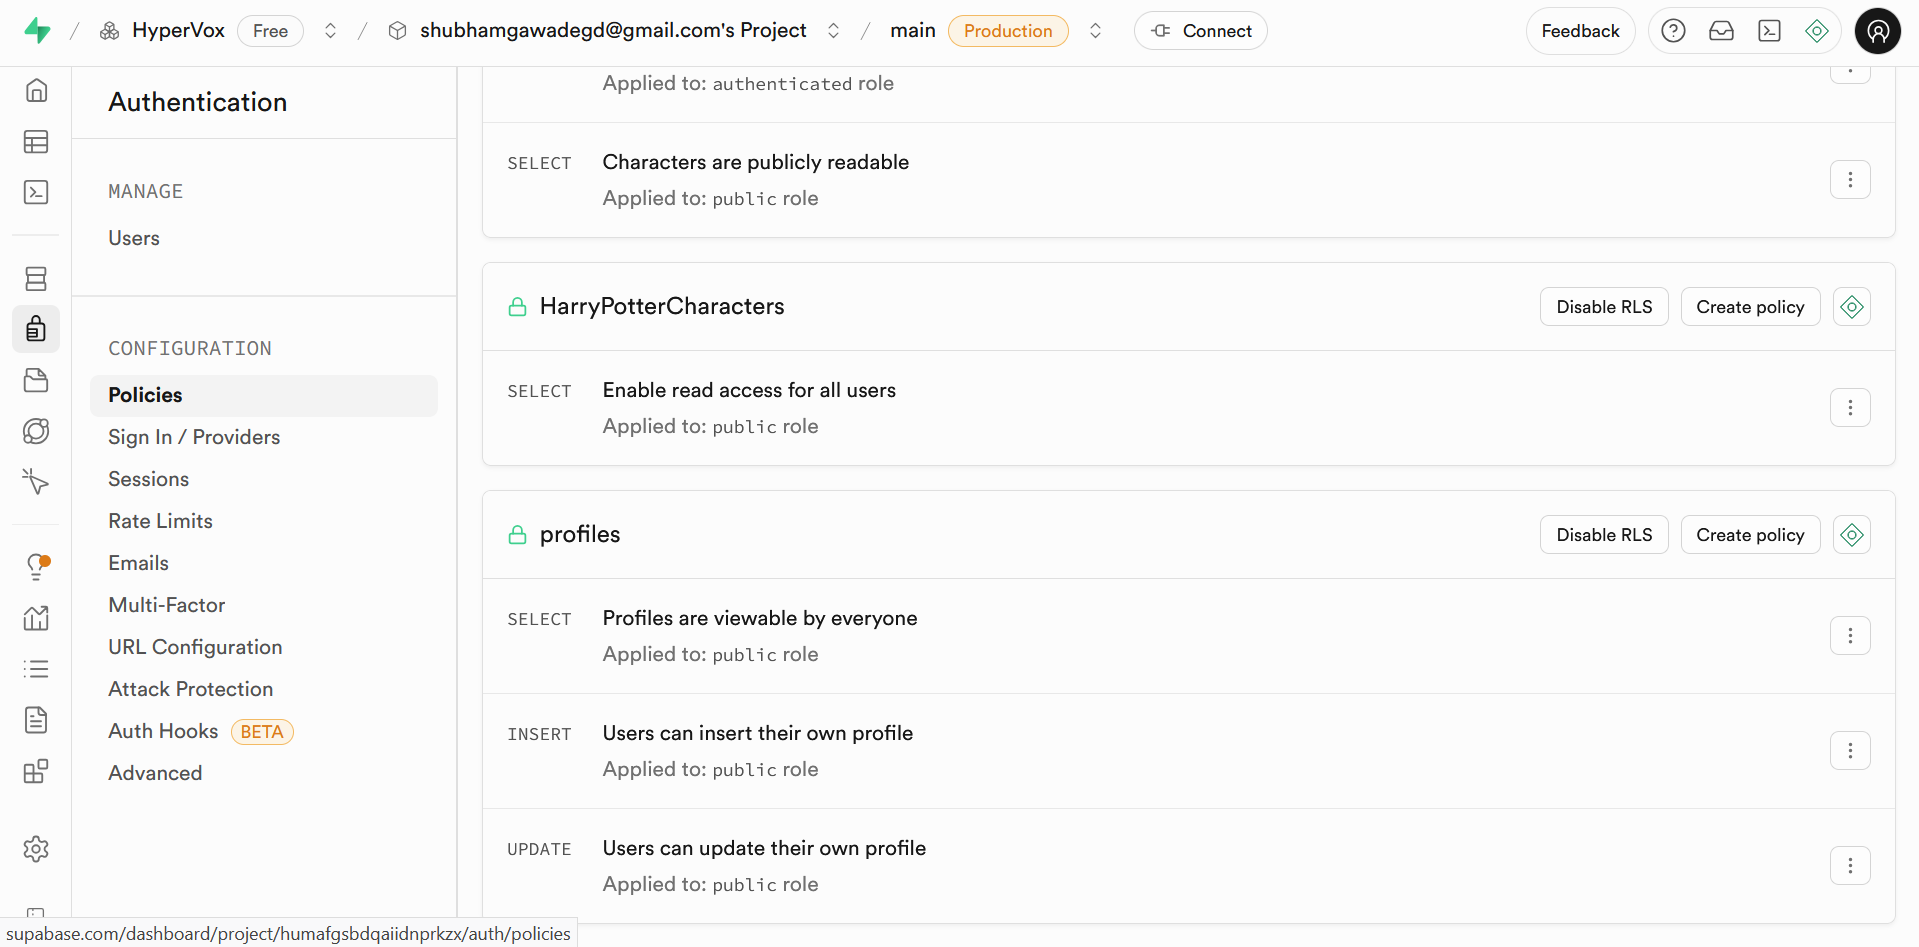 HyperVox Free
shubhamgawadegd@gmail.com's Project
main Production
Connect
Feedback
Authentication
MANAGE
Users
CONFIGURATION
Policies
Sign In / Providers
Sessions
Rate Limits
Emails
Multi-Factor
URL Configuration
Attack Protection
Auth Hooks BETA
Advanced
Applied to: authenticated role
SELECT Characters are publicly readable
Applied to: public role
HarryPotterCharacters Disable RLS Create policy
SELECT Enable read access for all users
Applied to: public role
profiles Disable RLS Create policy
SELECT Profiles are viewable by everyone
Applied to: public role
INSERT Users can insert their own profile
Applied to: public role
UPDATE Users can update their own profile
Applied to: public role
supabase.com/dashboard/project/humafgsbdqaiidnprkzx/auth/policies